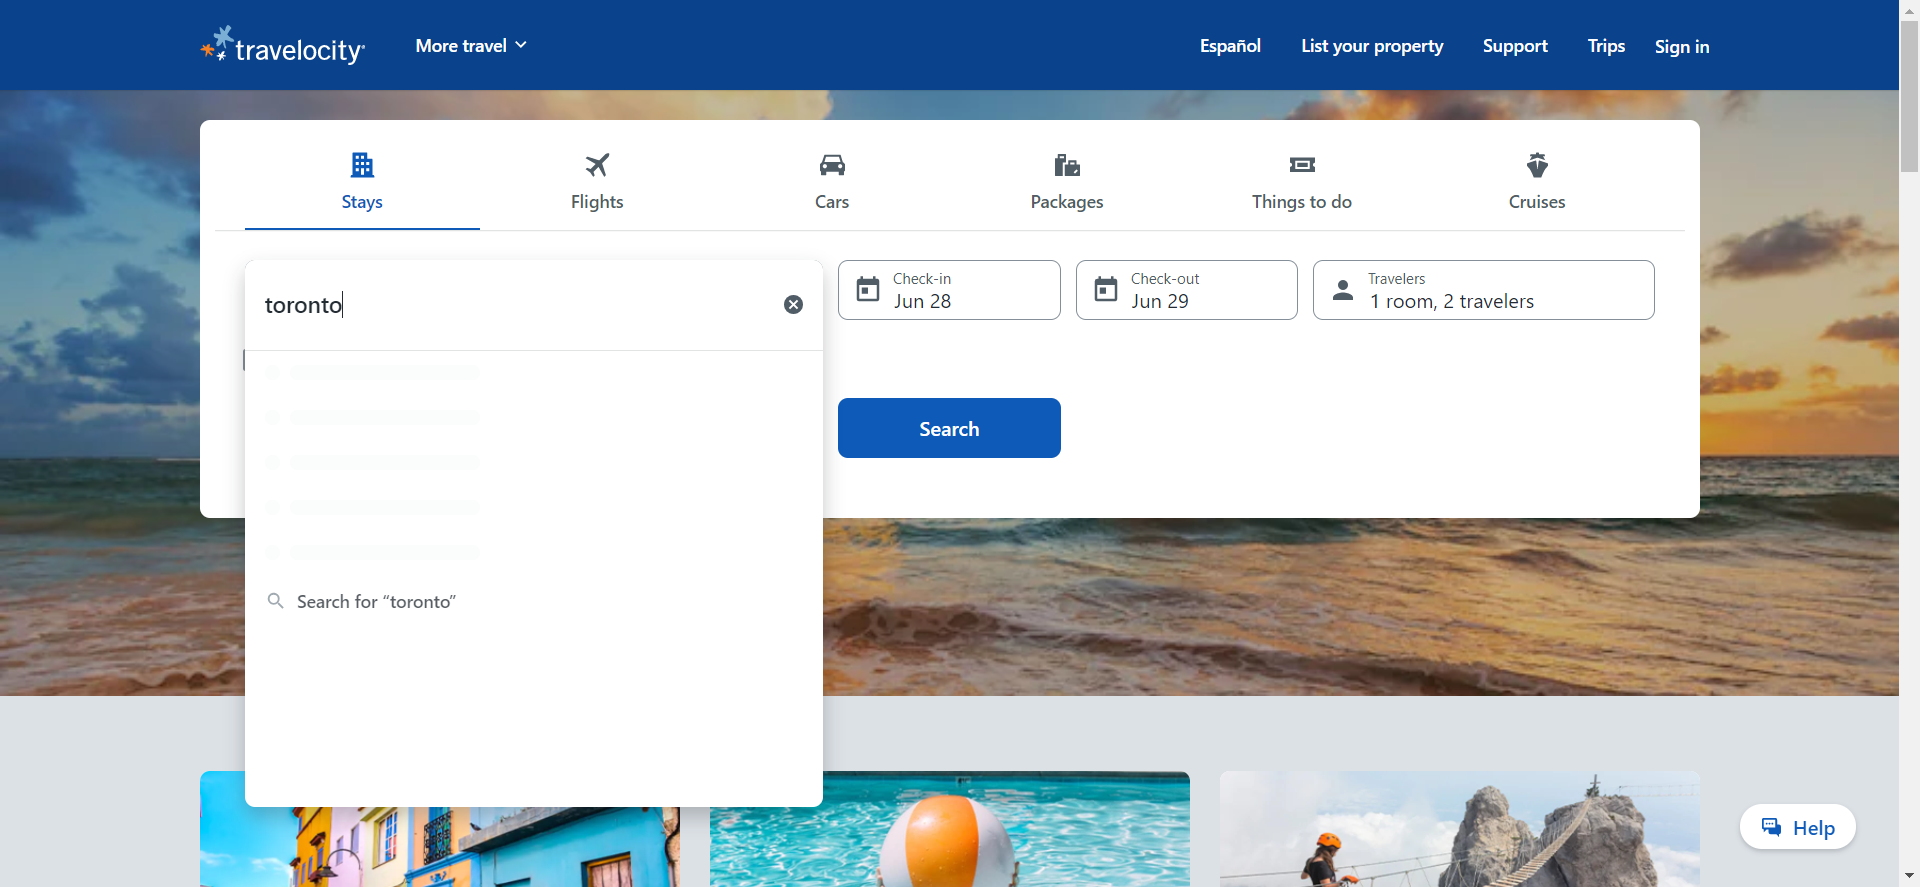 travelocity
More travel
Español
List your property
Support
Trips
Sign in
Stays
Flights
Cars
Packages
Things to do
Cruises
toronto
Check-in
Jun 28
Check-out
Jun 29
Travelers
1 room, 2 travelers
Search
Search for “toronto”
Help